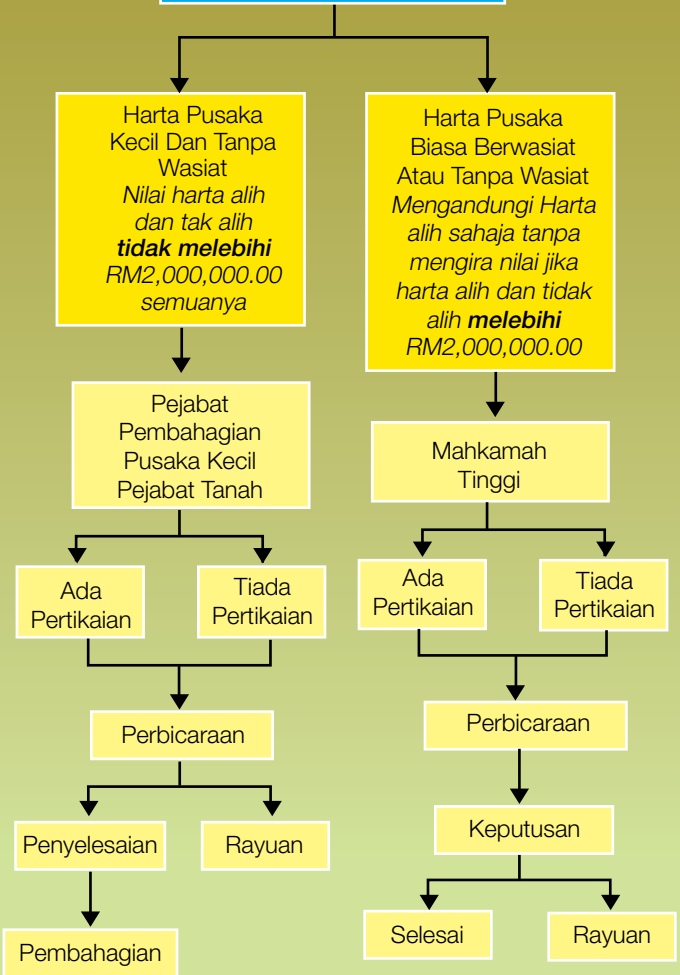 Harta Pusaka
Kecil Dan Tanpa
Wasiat
Nilai harta alih
dan tak alih
tidak melebihi
RM2,000,000.00
semuanya
Harta Pusaka
Biasa Berwasiat
Atau Tanpa Wasiat
Mengandungi Harta
alih sahaja tanpa
mengira nilai jika
harta alih dan tidak
alih melebihi
RM2,000,000.00
Pejabat
Pembahagian
Pusaka Kecil
Pejabat Tanah
Mahkamah
Tinggi
Ada
Pertikaian
Tiada
Pertikaian
Ada
Pertikaian
Tiada
Pertikaian
Perbicaraan
Perbicaraan
Penyelesaian
Rayuan
Keputusan
Pembahagian
Selesai
Rayuan